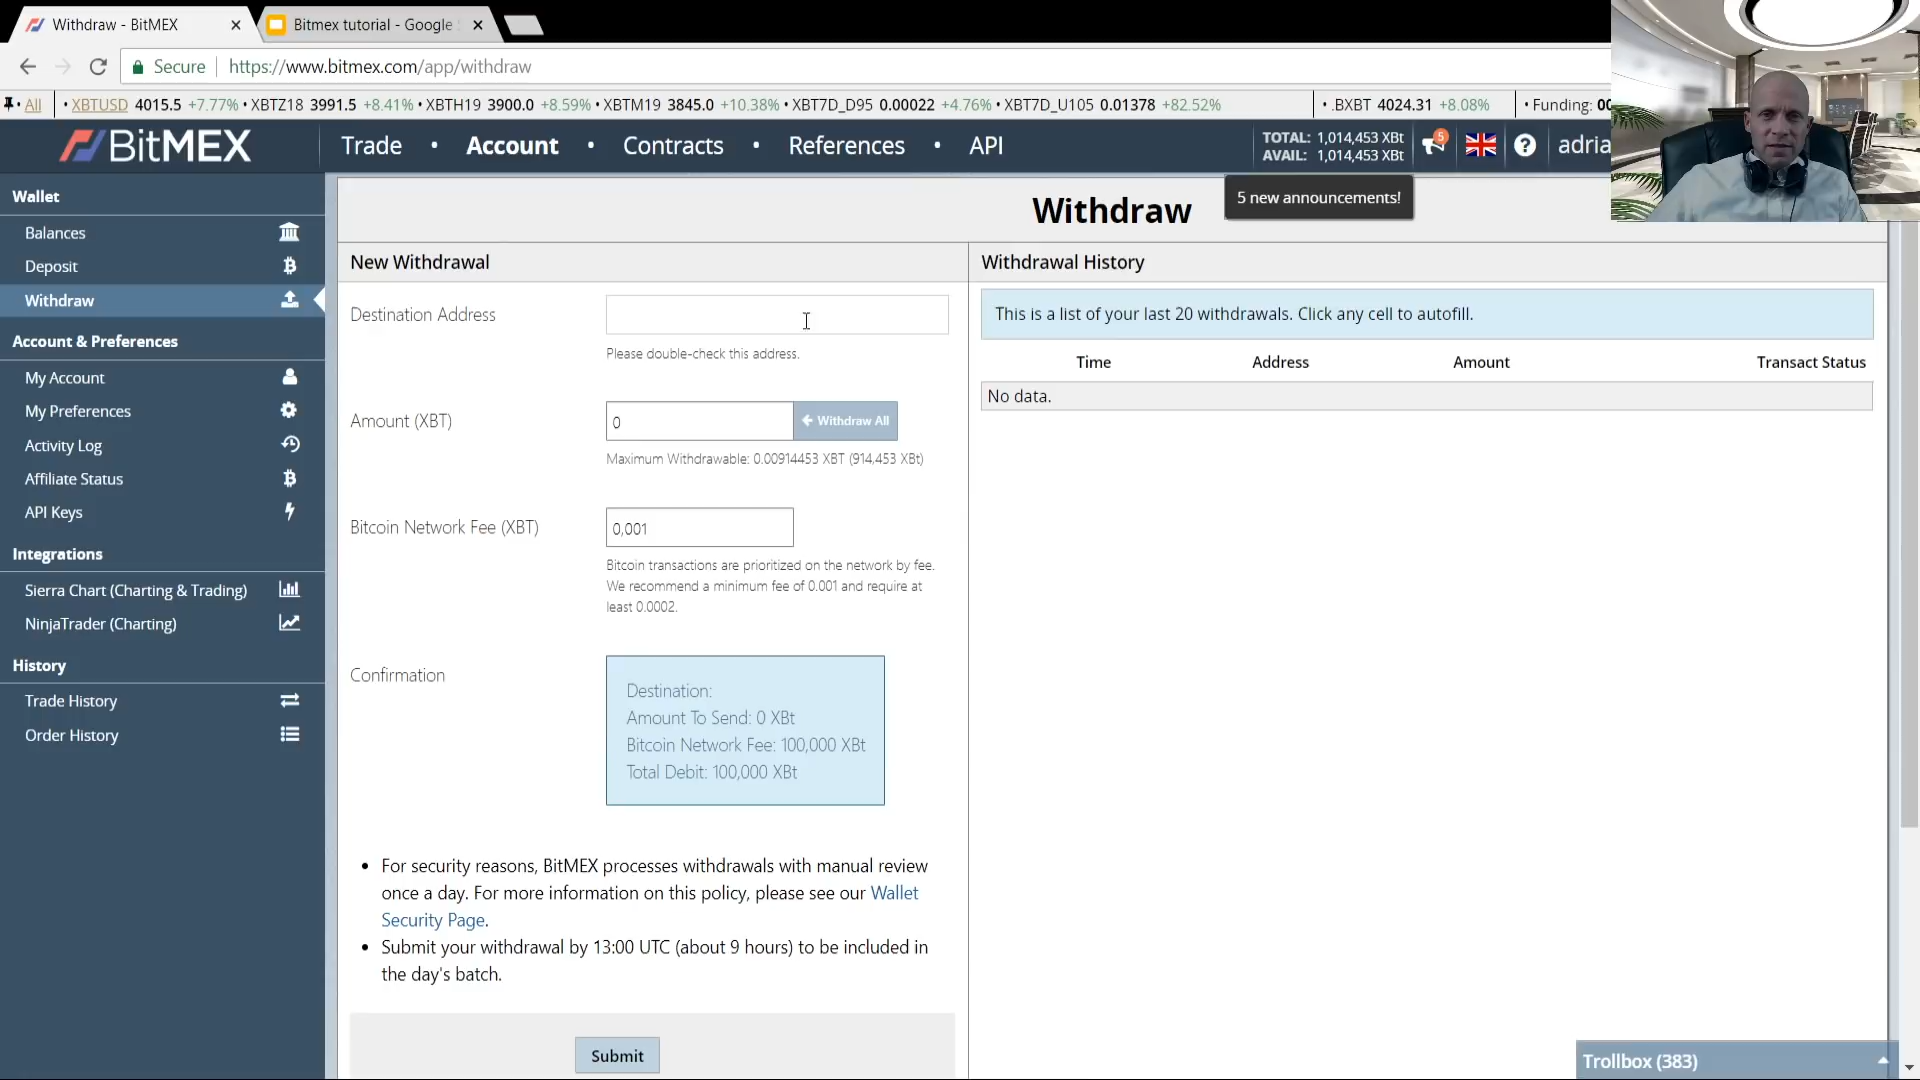 Withdraw - BitMEX
Bitmex tutorial - Google
Secure https://www.bitmex.com/app/withdraw
All • XBTUSD 4015.5 +7.77% • XBTZ18 3991.5 +8.41% • XBTH19 3900.0 +8.59% • XBTM19 3845.0 +10.38% • XBT7D_D95 0.00022 +4.76% • XBT7D_U105 0.01378 +82.52% • .BXBT 4024.31 +8.08% • Funding: 00
BitMEX Trade • Account • Contracts • References • API
TOTAL: 1,014,453 XBt
AVAIL: 1,014,453 XBt
5
adria
5 new announcements!
Wallet
Balances
Deposit
Withdraw
Account & Preferences
My Account
My Preferences
Activity Log
Affiliate Status
API Keys
Integrations
Sierra Chart (Charting & Trading)
NinjaTrader (Charting)
History
Trade History
Order History
Withdraw
New Withdrawal
Destination Address
Please double-check this address.
Amount (XBT) 0 Withdraw All
Maximum Withdrawable: 0.00914453 XBT (914,453 XBt)
Bitcoin Network Fee (XBT) 0,001
Bitcoin transactions are prioritized on the network by fee.
We recommend a minimum fee of 0.001 and require at
least 0.0002.
Confirmation
Destination:
Amount To Send: 0 XBt
Bitcoin Network Fee: 100,000 XBt
Total Debit: 100,000 XBt
• For security reasons, BitMEX processes withdrawals with manual review
once a day. For more information on this policy, please see our Wallet
Security Page.
• Submit your withdrawal by 13:00 UTC (about 9 hours) to be included in
the day's batch.
Submit
Withdrawal History
This is a list of your last 20 withdrawals. Click any cell to autofill.
Time Address Amount Transact Status
No data.
Trollbox (383)